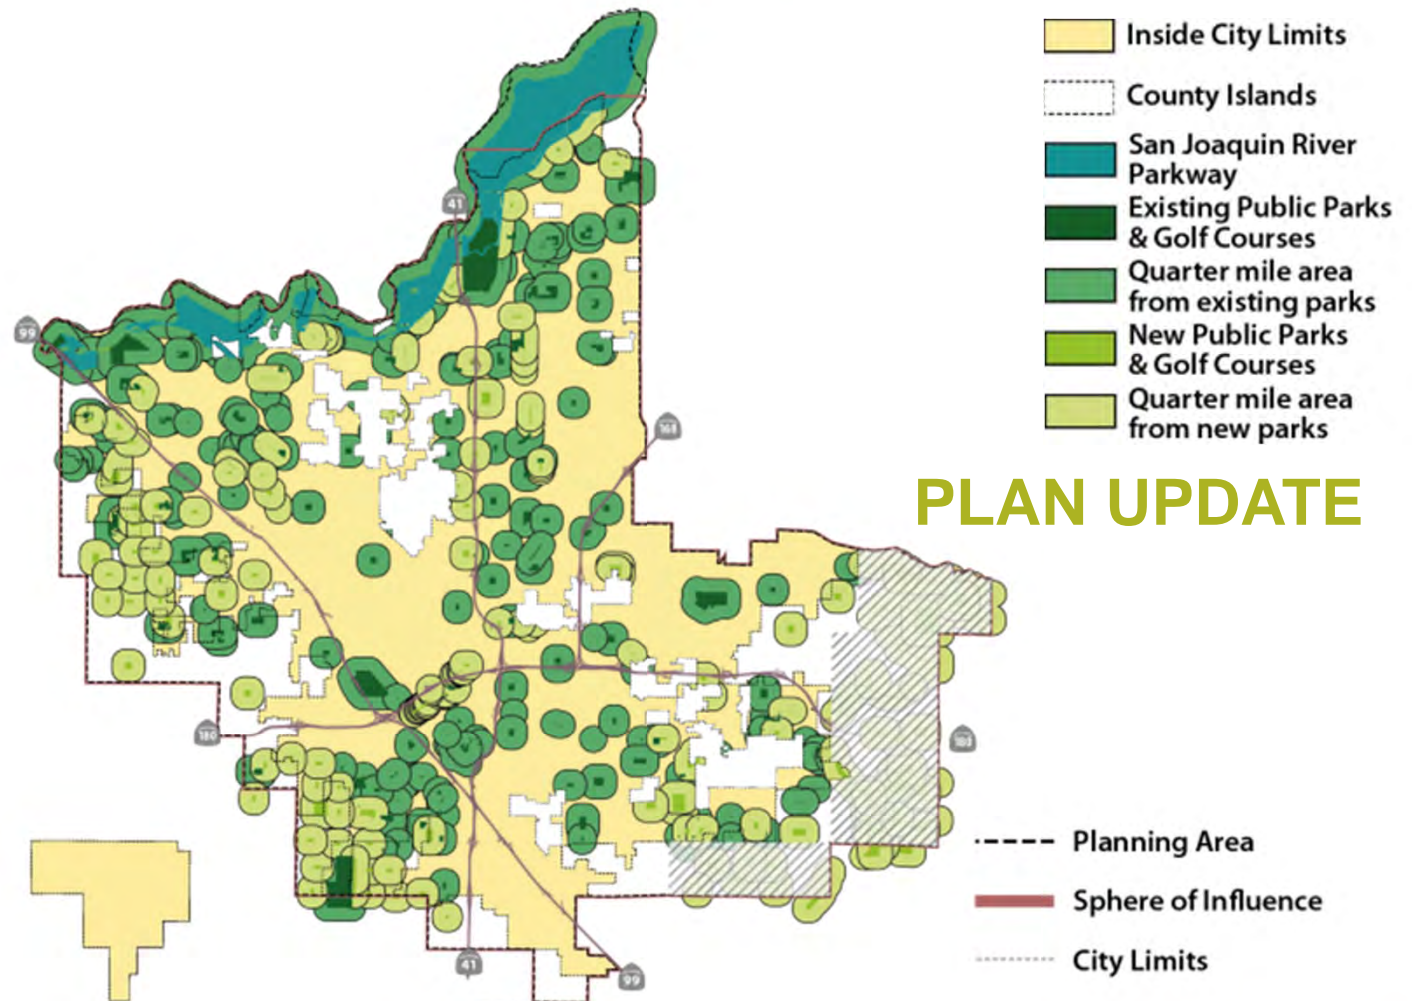 Inside City Limits
County Islands
San Joaquin River
Parkway
Existing Public Parks
& Golf Courses
Quarter mile area
from existing parks
New Public Parks
& Golf Courses
Quarter mile area
from new parks
PLAN UPDATE
41
99
168
180
180
41
99
Planning Area
Sphere of Influence
City Limits